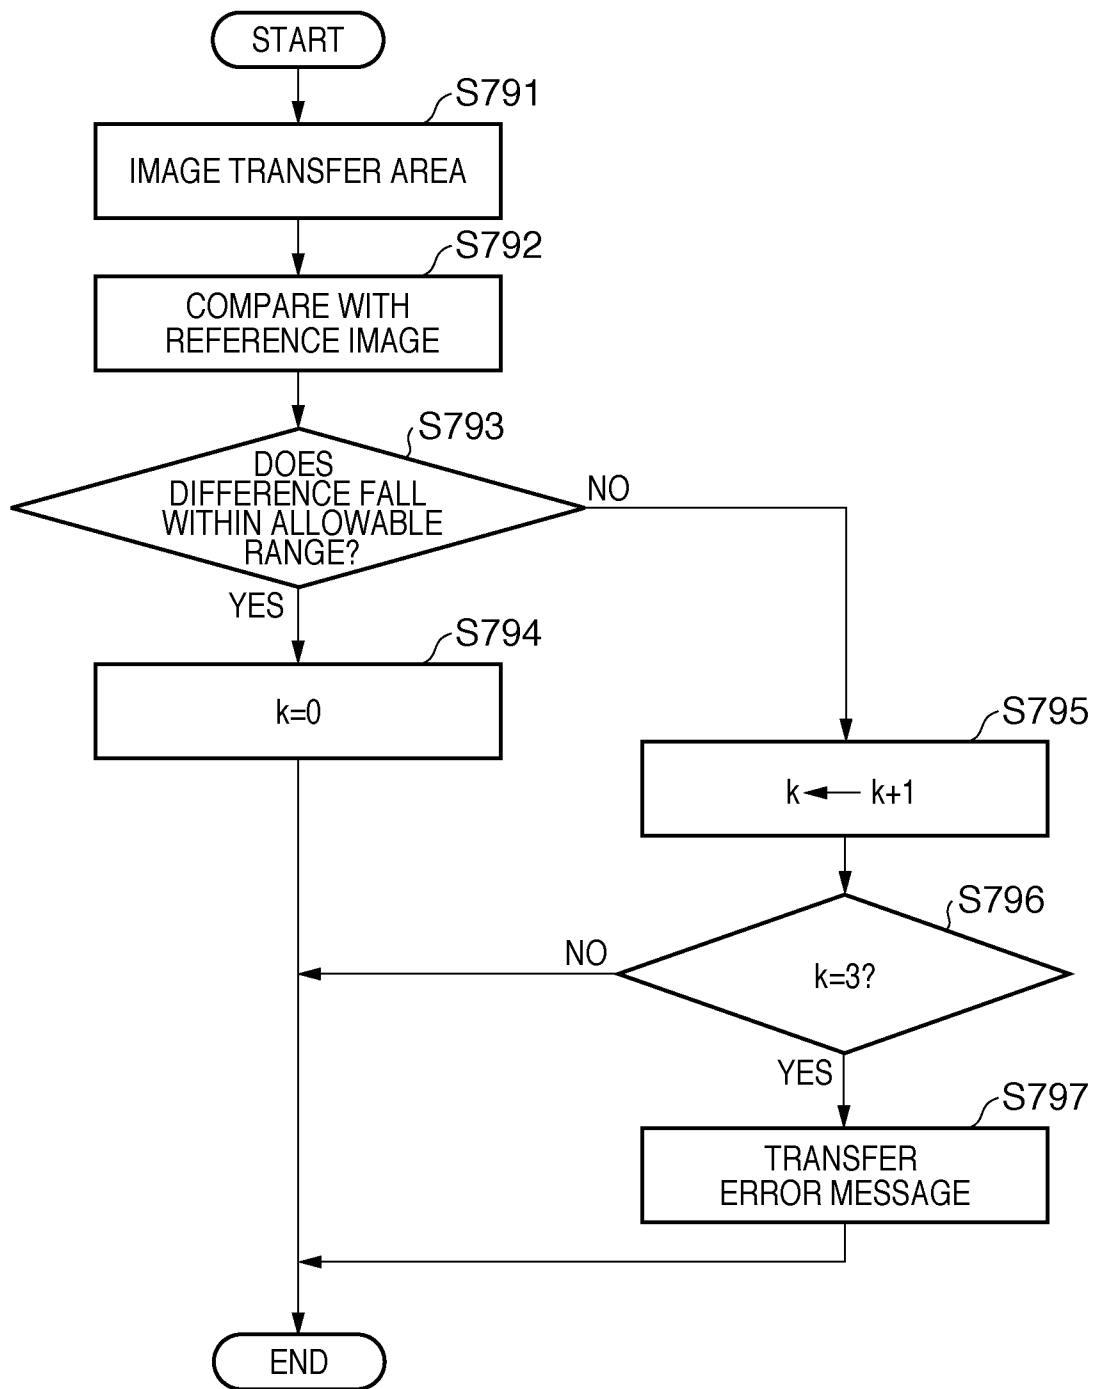 START
S791
IMAGE TRANSFER AREA
S792
COMPARE WITH
REFERENCE IMAGE
S793
DOES
DIFFERENCE FALL
WITHIN ALLOWABLE
RANGE?
NO
YES
S794
k=0
S795
k ← k+1
S796
k=3?
NO
YES
S797
TRANSFER
ERROR MESSAGE
END